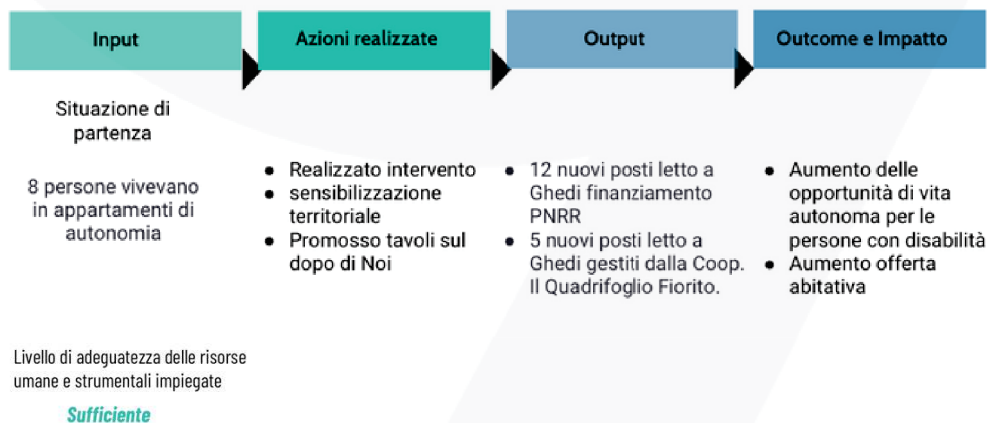 Input
Azioni realizzate
Output
Outcome e Impatto
Situazione di
partenza
8 persone vivevano
in appartamenti di
autonomia
● Realizzato intervento
● sensibilizzazione
territoriale
● Promosso tavoli sul
dopo di Noi
● 12 nuovi posti letto a
Ghedi finanziamento
PNRR
● 5 nuovi posti letto a
Ghedi gestiti dalla Coop.
Il Quadrifoglio Fiorito.
● Aumento delle
opportunità di vita
autonoma per le
persone con disabilità
● Aumento offerta
abitativa
Livello di adeguatezza delle risorse
umane e strumentali impiegate
Sufficiente